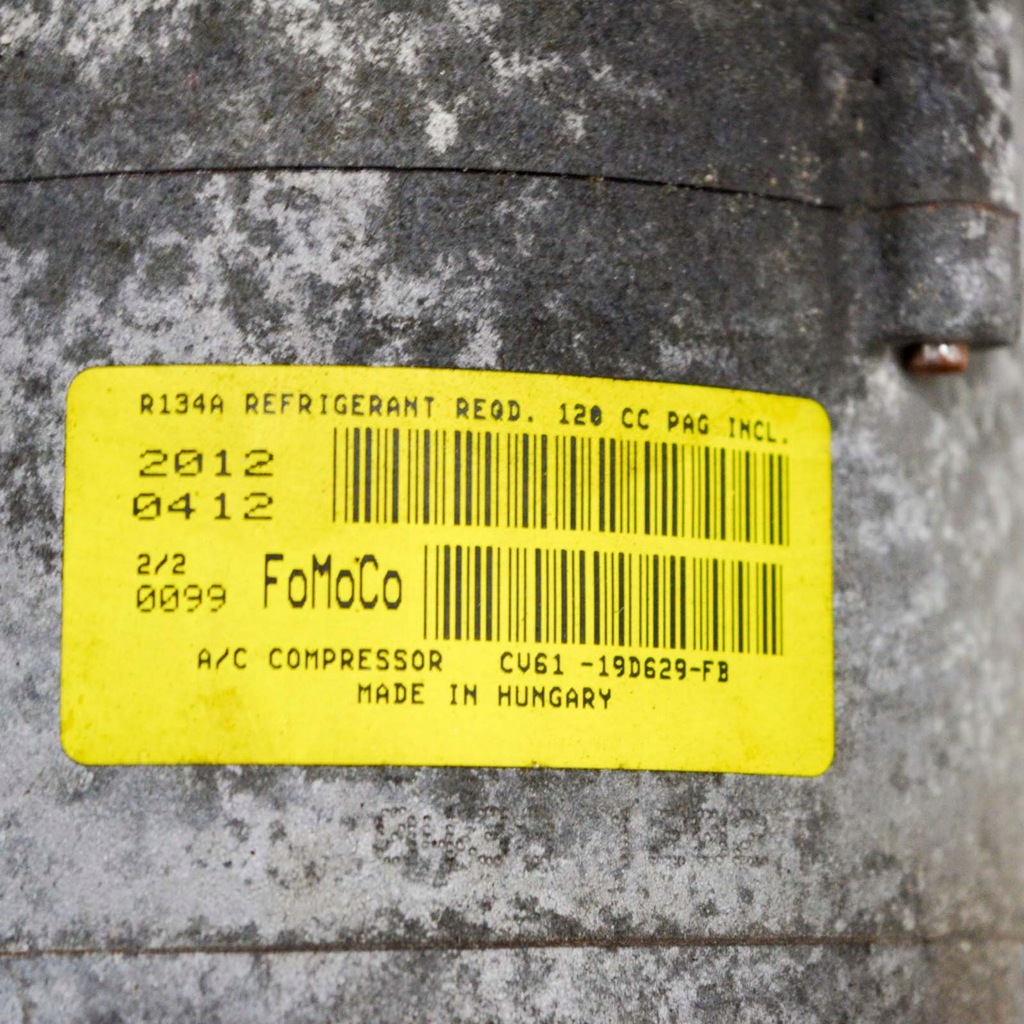 R134A REFRIGERANT REQD. 120 CC PAG INCL.
2012
0412
2/2
0099
FoMoCo
A/C COMPRESSOR CV61-19D629-FB
MADE IN HUNGARY